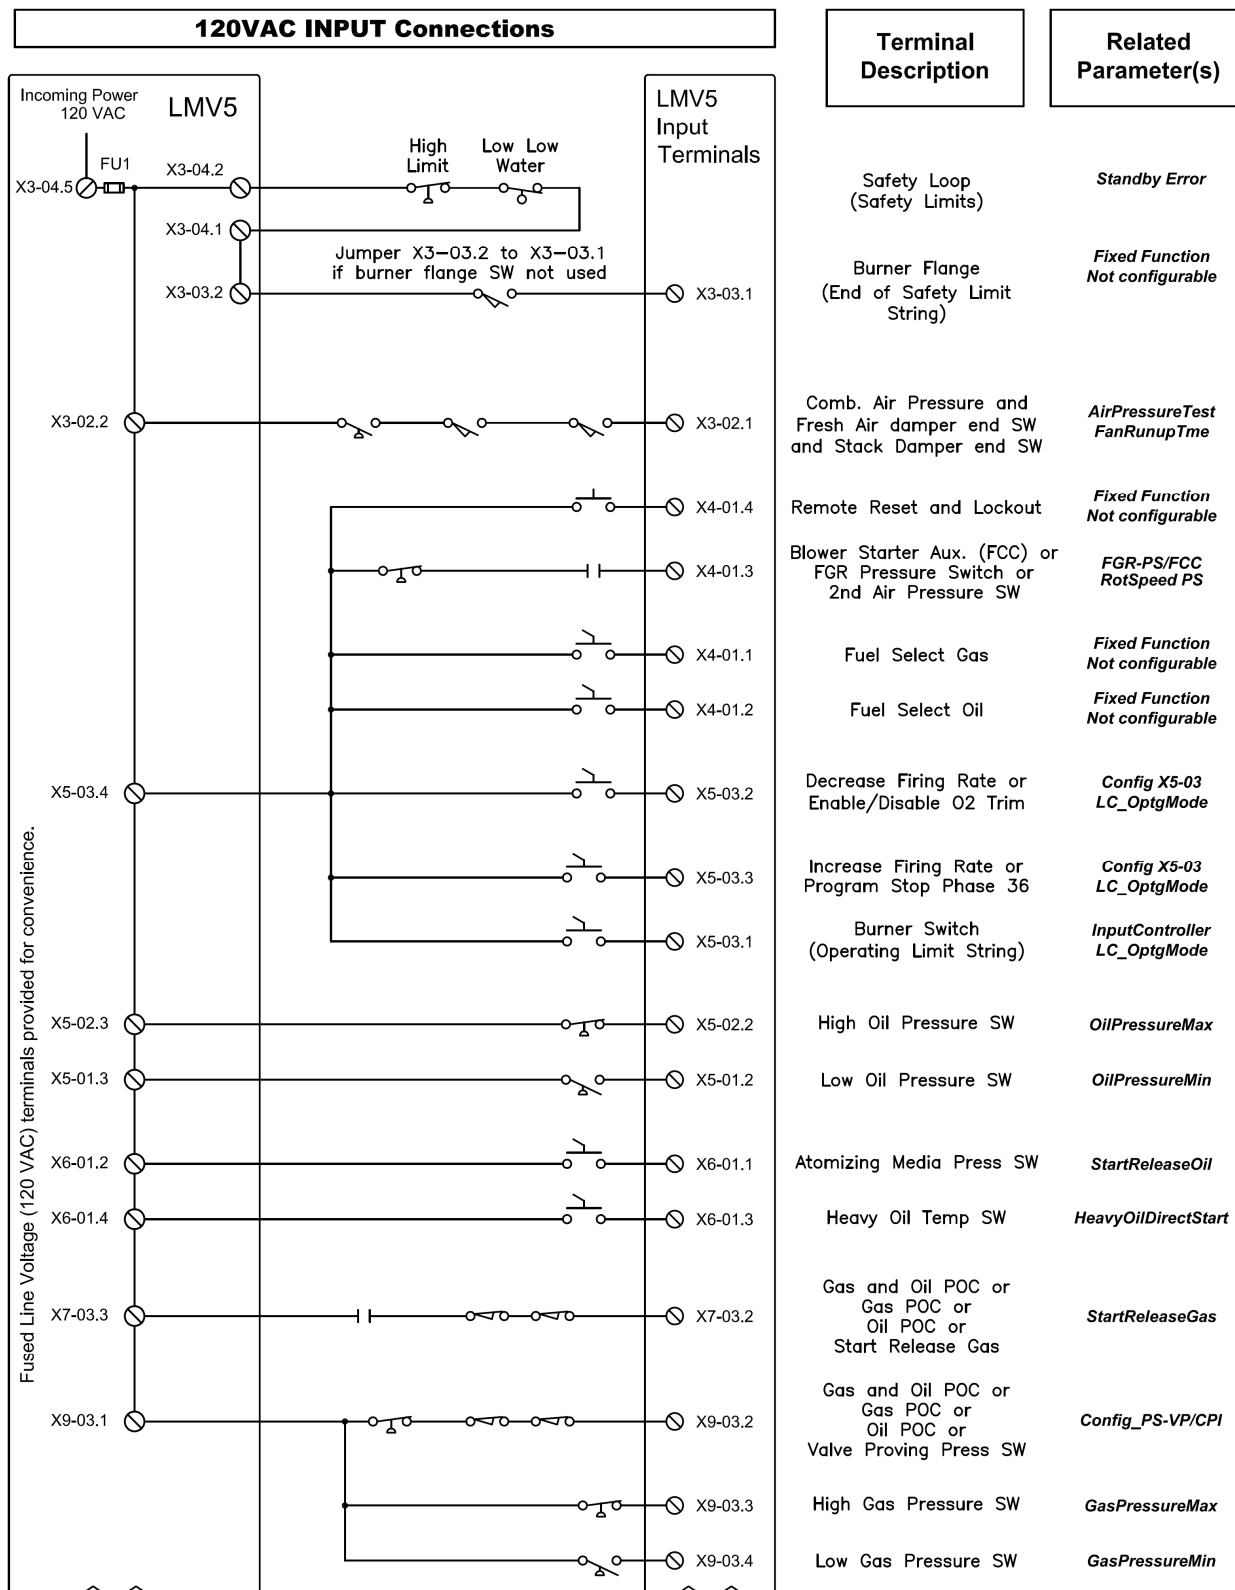 120VAC INPUT Connections
Terminal
Description
Related
Parameter(s)
Incoming Power
120 VAC
LMV5
LMV5
Input
Terminals
FU1
X3-04.5
X3-04.2
High
Limit
Low Low
Water
Safety Loop
(Safety Limits)
Standby Error
X3-04.1
Jumper X3-03.2 to X3-03.1
if burner flange SW not used
X3-03.2
X3-03.1
Burner Flange
(End of Safety Limit
String)
Fixed Function
Not configurable
X3-02.2
X3-02.1
Comb. Air Pressure and
Fresh Air damper end SW
and Stack Damper end SW
AirPressureTest
FanRunupTme
X4-01.4
Remote Reset and Lockout
Fixed Function
Not configurable
X4-01.3
Blower Starter Aux. (FCC) or
FGR Pressure Switch or
2nd Air Pressure SW
FGR-PS/FCC
RotSpeed PS
X4-01.1
Fuel Select Gas
Fixed Function
Not configurable
X4-01.2
Fuel Select Oil
Fixed Function
Not configurable
X5-03.4
X5-03.2
Decrease Firing Rate or
Enable/Disable O2 Trim
Config X5-03
LC_OptgMode
X5-03.3
Increase Firing Rate or
Program Stop Phase 36
Config X5-03
LC_OptgMode
X5-03.1
Burner Switch
(Operating Limit String)
InputController
LC_OptgMode
Fused Line Voltage (120 VAC) terminals provided for convenience.
X5-02.3
X5-02.2
High Oil Pressure SW
OilPressureMax
X5-01.3
X5-01.2
Low Oil Pressure SW
OilPressureMin
X6-01.2
X6-01.1
Atomizing Media Press SW
StartReleaseOil
X6-01.4
X6-01.3
Heavy Oil Temp SW
HeavyOilDirectStart
X7-03.3
X7-03.2
Gas and Oil POC or
Gas POC or
Oil POC or
Start Release Gas
StartReleaseGas
X9-03.1
X9-03.2
Gas and Oil POC or
Gas POC or
Oil POC or
Valve Proving Press SW
Config_PS-VP/CPI
X9-03.3
High Gas Pressure SW
GasPressureMax
X9-03.4
Low Gas Pressure SW
GasPressureMin